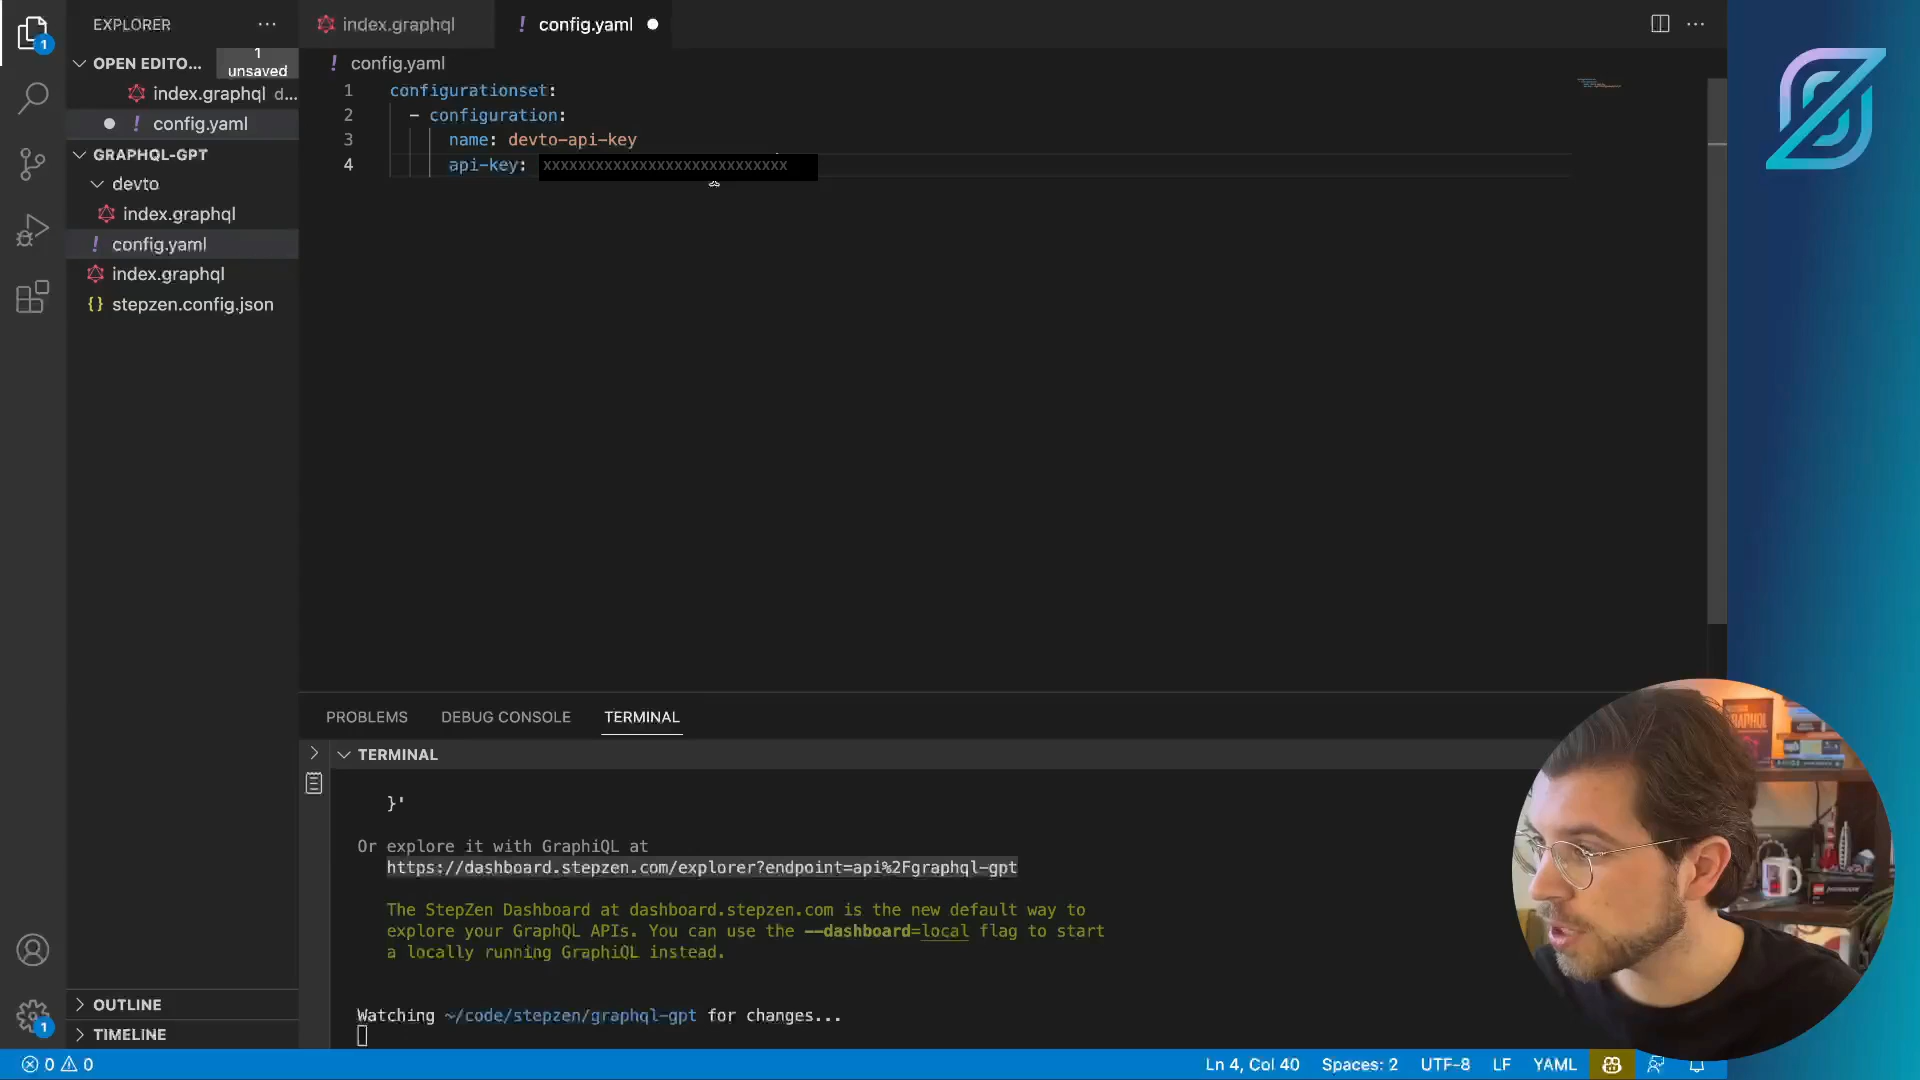 EXPLORER
index.graphql
config.yaml
OPEN EDITO...
1 unsaved
index.graphql d...
config.yaml
GRAPHQL-GPT
devto
index.graphql
config.yaml
index.graphql
stepzen.config.json
OUTLINE
TIMELINE
config.yaml
1 configurationset:
2 - configuration:
3 name: devto-api-key
4 api-key: xxxxxxxxxxxxxxxxxxxxxxxxxxxx
PROBLEMS DEBUG CONSOLE TERMINAL
TERMINAL
}'
Or explore it with GraphiQL at
https://dashboard.stepzen.com/explorer?endpoint=api%2Fgraphql-gpt
The StepZen Dashboard at dashboard.stepzen.com is the new default way to
explore your GraphQL APIs. You can use the --dashboard=local flag to start
a locally running GraphiQL instead.
Watching ~/code/stepzen/graphql-gpt for changes...
0 0
Ln 4, Col 40 Spaces: 2 UTF-8 LF YAML
1
1